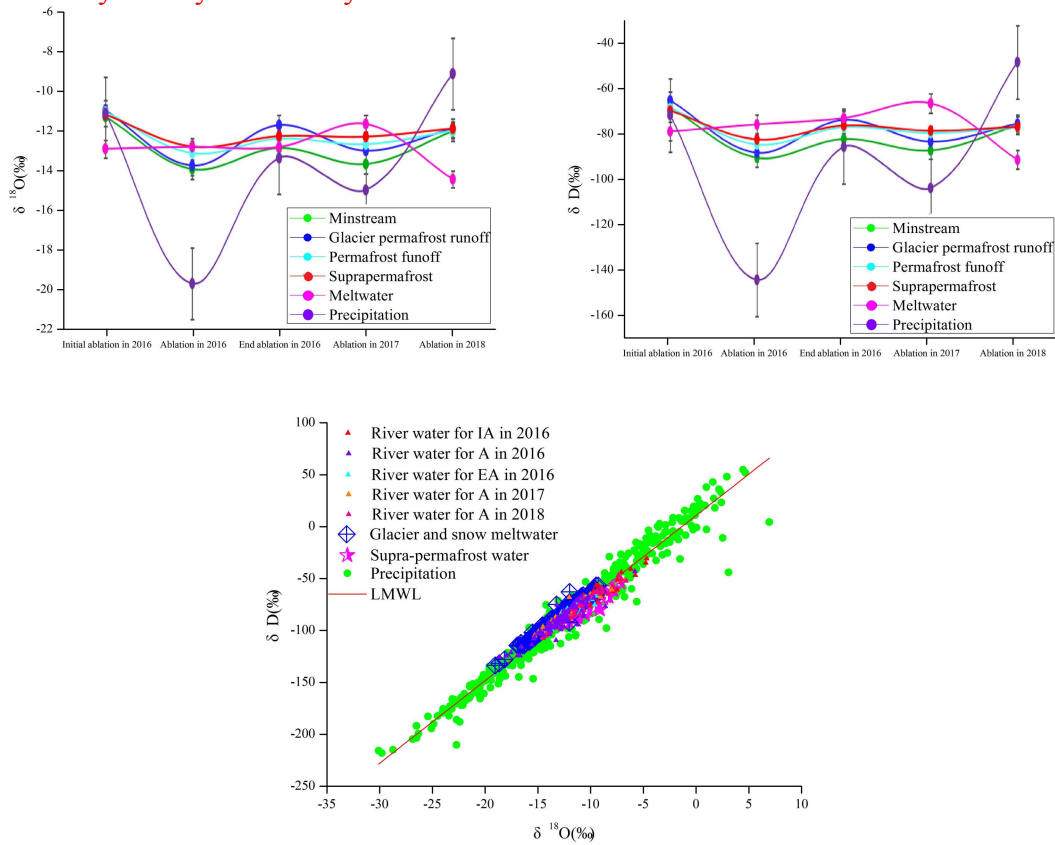 -6
-8
-10
-12
-14
-16
-18
-20
-22
δ ¹⁸O(‰)
Minstream
Glacier permafrost runoff
Permafrost funoff
Suprapermafrost
Meltwater
Precipitation
Initial ablation in 2016 Ablation in 2016 End ablation in 2016 Ablation in 2017 Ablation in 2018
-40
-60
-80
-100
-120
-140
-160
δ D(‰)
Minstream
Glacier permafrost runoff
Permafrost funoff
Suprapermafrost
Meltwater
Precipitation
Initial ablation in 2016 Ablation in 2016 End ablation in 2016 Ablation in 2017 Ablation in 2018
100
50
0
-50
-100
-150
-200
-250
δ D(‰)
River water for IA in 2016
River water for A in 2016
River water for EA in 2016
River water for A in 2017
River water for A in 2018
Glacier and snow meltwater
Supra-permafrost water
Precipitation
LMWL
-35 -30 -25 -20 -15 -10 -5 0 5 10
δ ¹⁸O(‰)